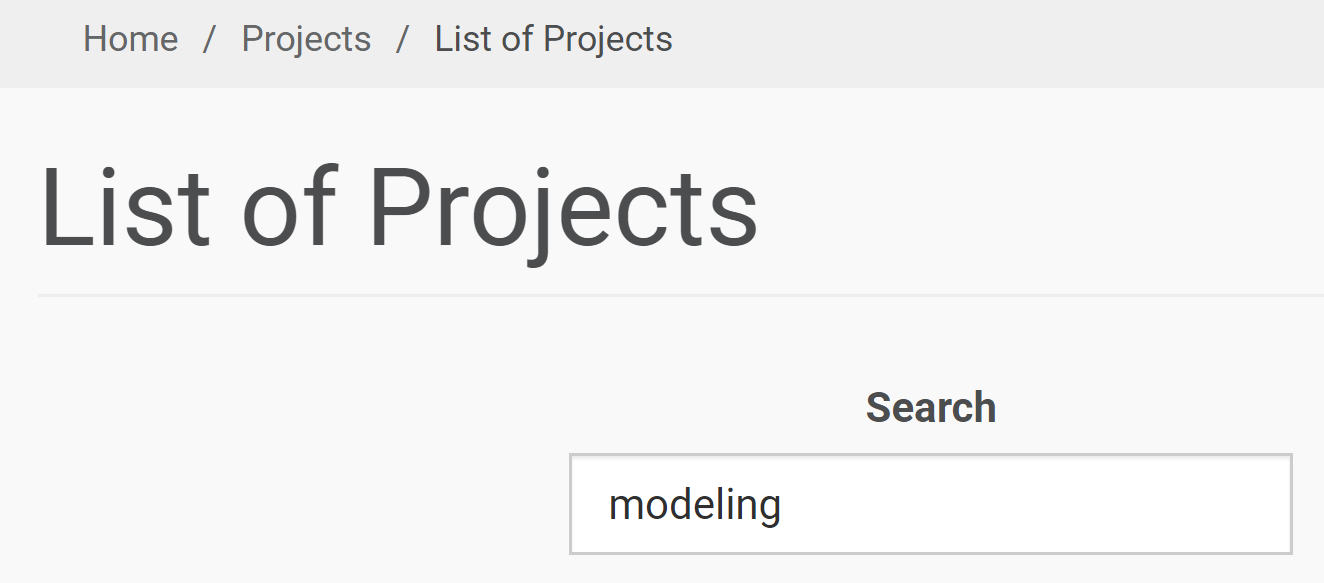 Home / Projects / List of Projects
List of Projects
Search
modeling